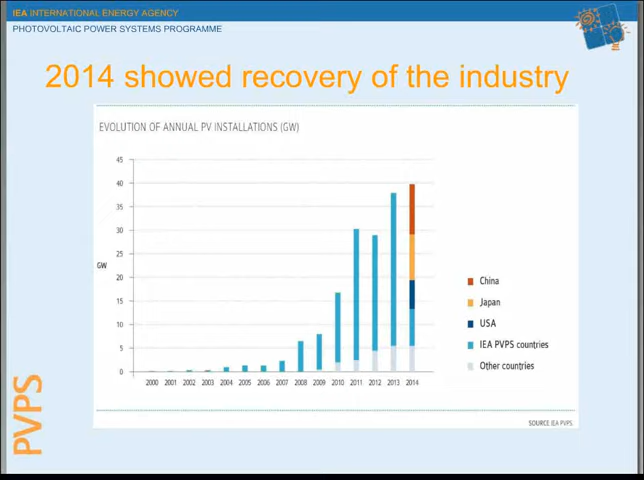 IEA INTERNATIONAL ENERGY AGENCY
PHOTOVOLTAIC POWER SYSTEMS PROGRAMME
2014 showed recovery of the industry
EVOLUTION OF ANNUAL PV INSTALLATIONS (GW)
45
40
35
30
25
20
15
10
5
0
GW
2000 2001 2002 2003 2004 2005 2006 2007 2008 2009 2010 2011 2012 2013 2014
China
Japan
USA
IEA PVPS countries
Other countries
SOURCE IEA PVPS.
PVPS